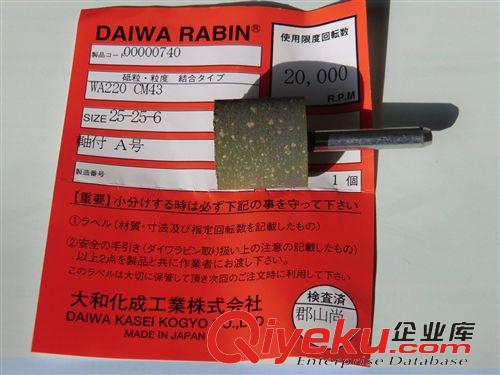 DAIWA RABIN®
使用限度回転数
製品コード 00000740
20,000
R.P.M
砥粒・粒度 結合タイプ
WA220 CM43
SIZE 25-25-6
軸付 A号
製造番号
1個
【重要】小分けする時は必ず下記の事を守って下さい
①ラベル(材質・寸法及び指定回転数を記載したもの)
②安全の手引き(ダイワラビン取り扱い上の注意の記載したもの)
以上2点を製品と共に作業者にお渡し下さい。
このラベルは大切に保管して頂き次回のご注文時に利用して下さい
大和化成工業株式会社
DAIWA KASEI KOGYO CO.,LTD
MADE IN JAPAN
検査済
郡山尚
Qiyeku.com企业库
Enterprise Database